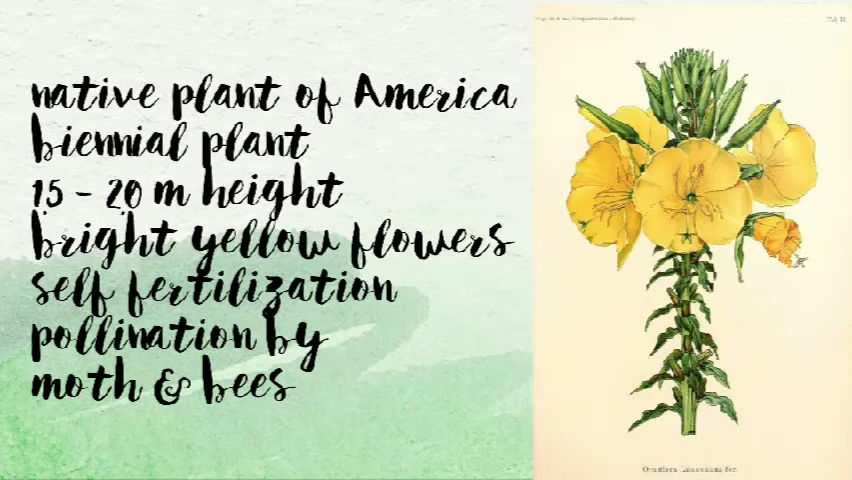 native plant of America
biennial plant
1.5 - 2.0 m height
bright yellow flowers
self fertilization
pollination by
moth & bees